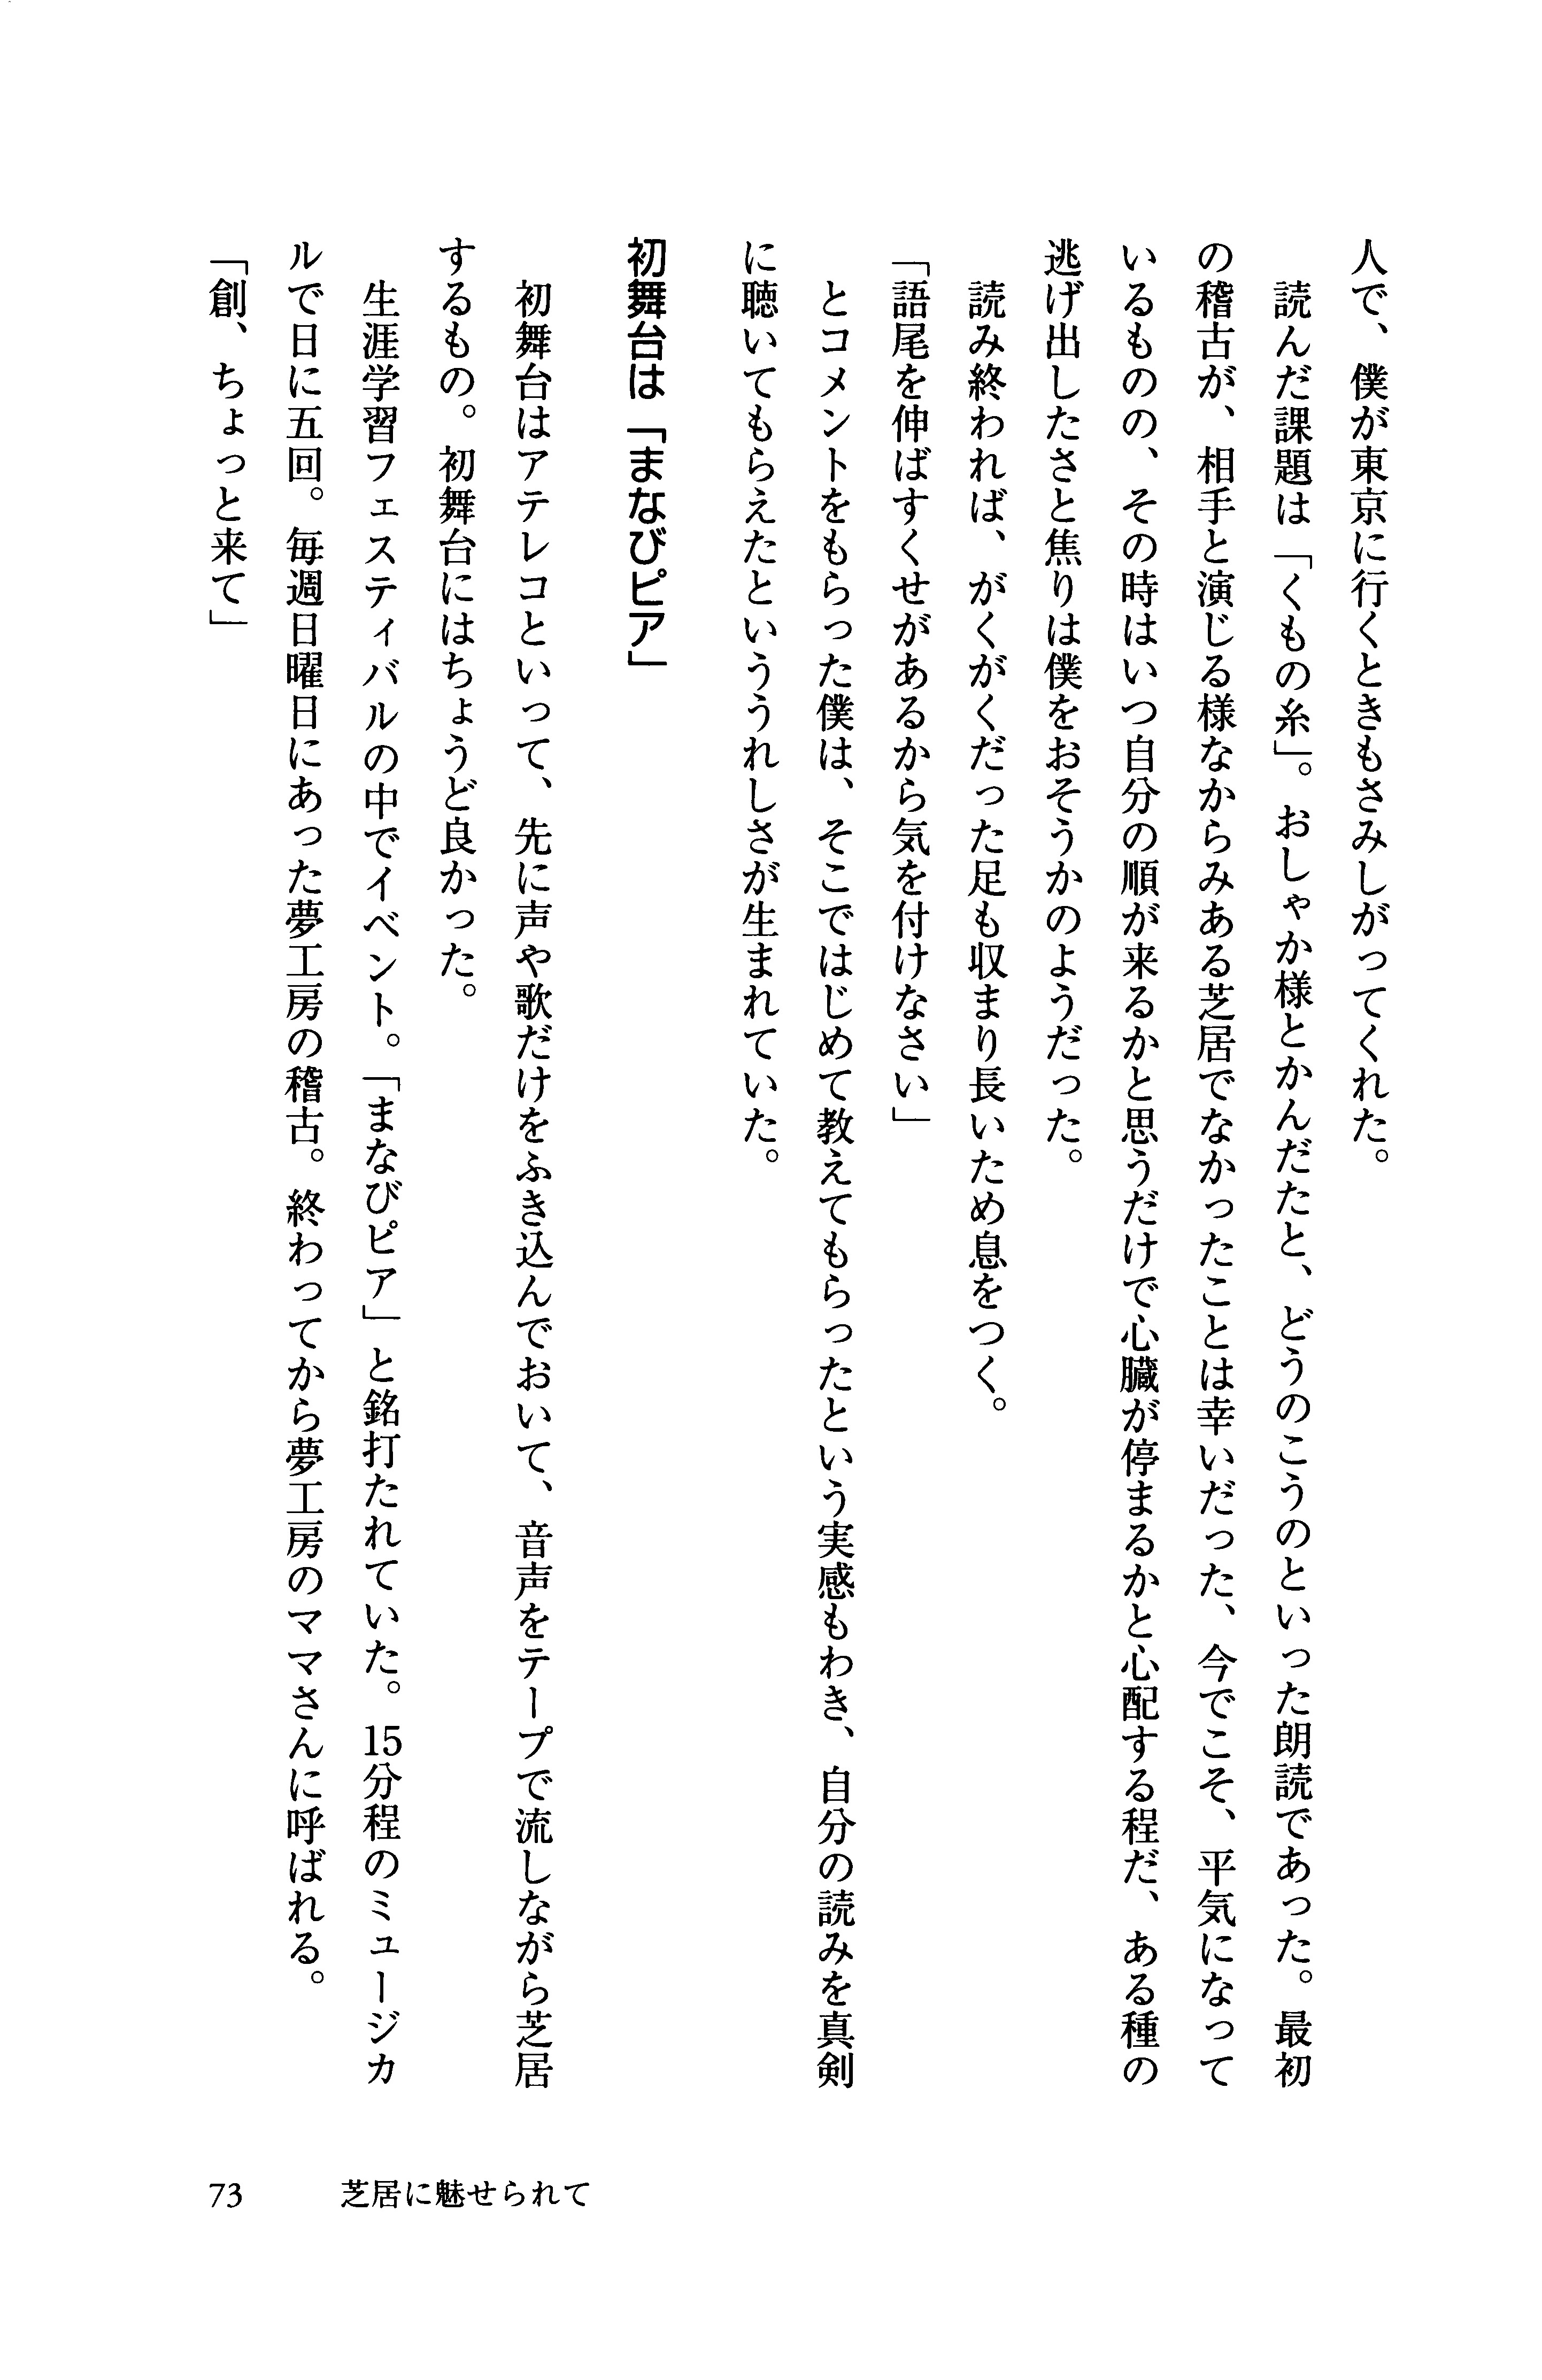 人で、僕が東京に行くときもさみしがってくれた。
　読んだ課題は「くもの糸」。おしゃか様とかんだたと、どうのこうのといった朗読であった。最初
の稽古が、相手と演じる様なからみある芝居でなかったことは幸いだった、今でこそ、平気になって
いるものの、その時はいつ自分の順が来るかと思うだけで心臓が停まるかと心配する程だ、ある種の
逃げ出したさと焦りは僕をおそうかのようだった。
　読み終われば、がくがくだった足も収まり長いため息をつく。
「語尾を伸ばすくせがあるから気を付けなさい」
　とコメントをもらった僕は、そこではじめて教えてもらったという実感もわき、自分の読みを真剣
に聴いてもらえたといううれしさが生まれていた。
初舞台は「まなびピア」
　初舞台はアテレコといって、先に声や歌だけをふき込んでおいて、音声をテープで流しながら芝居
するもの。初舞台にはちょうど良かった。
　生涯学習フェスティバルの中でイベント。「まなびピア」と銘打たれていた。15分程のミュージカ
ルで日に五回。毎週日曜日にあった夢工房の稽古。終わってから夢工房のママさんに呼ばれる。
「創、ちょっと来て」
73　芝居に魅せられて